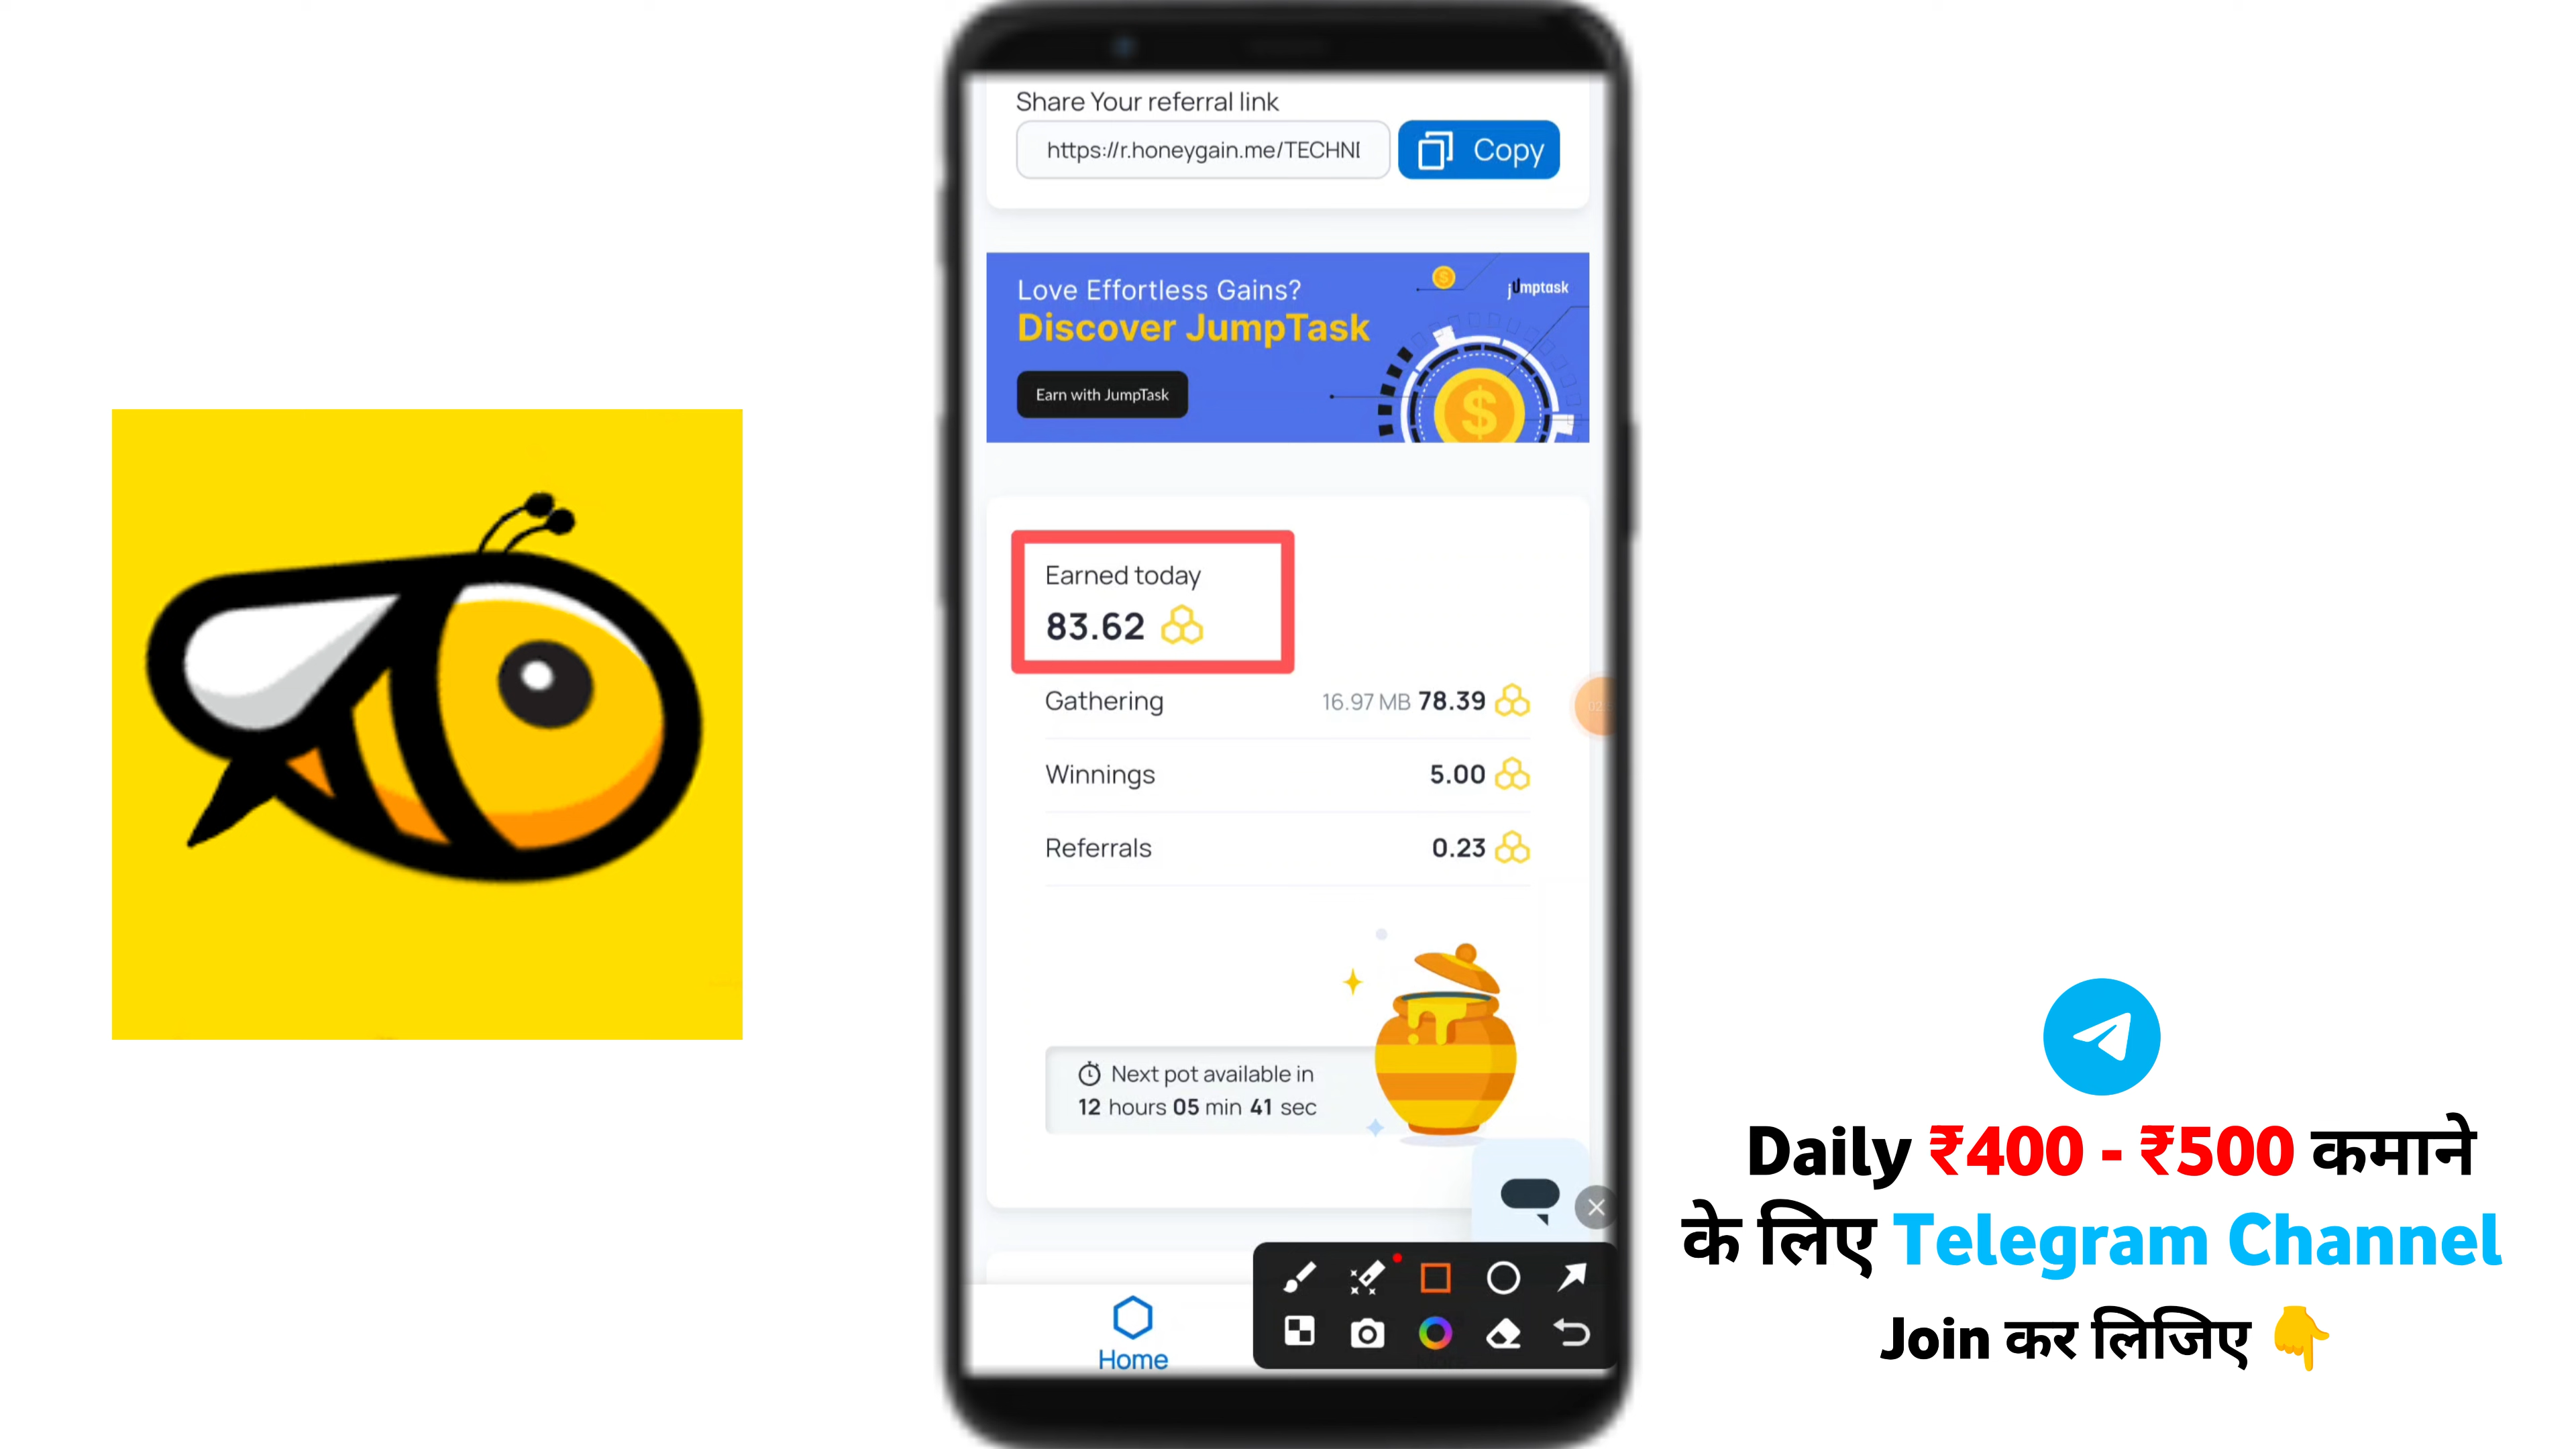 Share Your referral link
https://r.honeygain.me/TECHNI
Copy
Love Effortless Gains?
Discover JumpTask
jumptask
Earn with JumpTask
Earned today
83.62
Gathering 16.97 MB 78.39
Winnings 5.00
Referrals 0.23
Next pot available in
12 hours 05 min 41 sec
Home
Daily ₹400 - ₹500 कमाने
के लिए Telegram Channel
Join कर लिजिए 👇